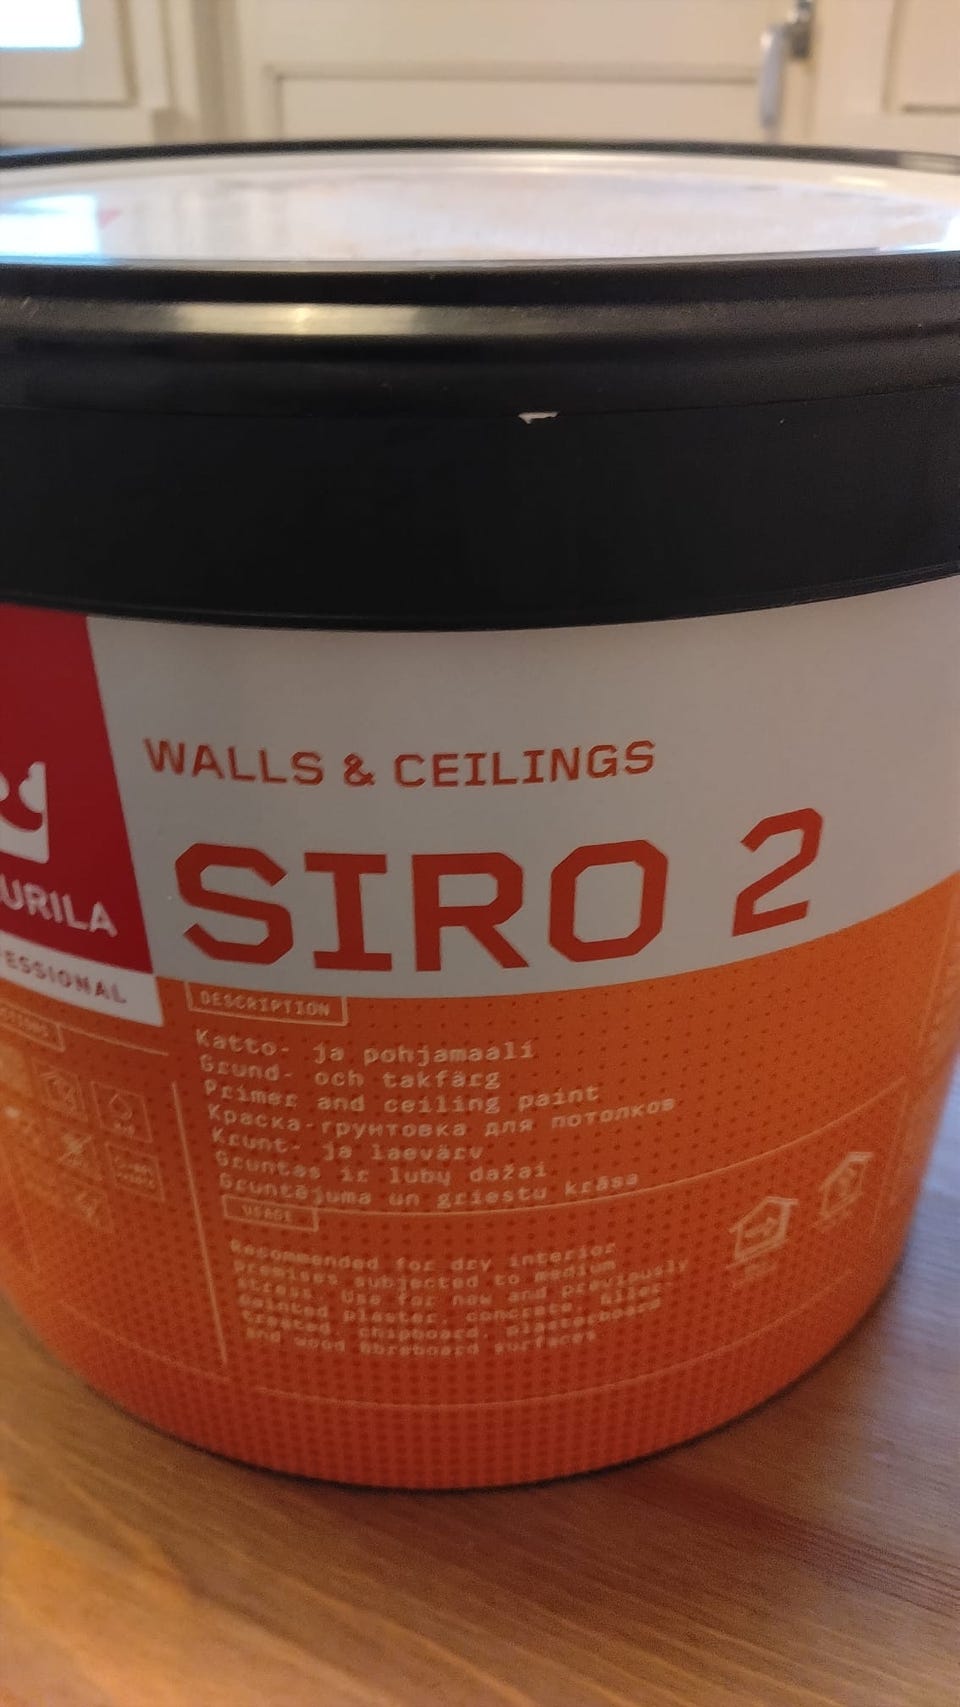 WALLS & CEILINGS
SIRO 2
URILA
ESSIONAL
DESCRIPTION
Katto- ja pohjamaali
Grund- och takfärg
Primer and ceiling paint
Краска-грунтовка для потолков
Krunt- ja laevärv
Gruntas ir lubų dažai
Gruntējuma un griestu krāsa
USAGE
Recommended for dry interior
premises subjected to medium
stress. Use for new and previously
painted plaster, concrete, filler-
treated, chipboard, plasterboard
and wood fibreboard surfaces.